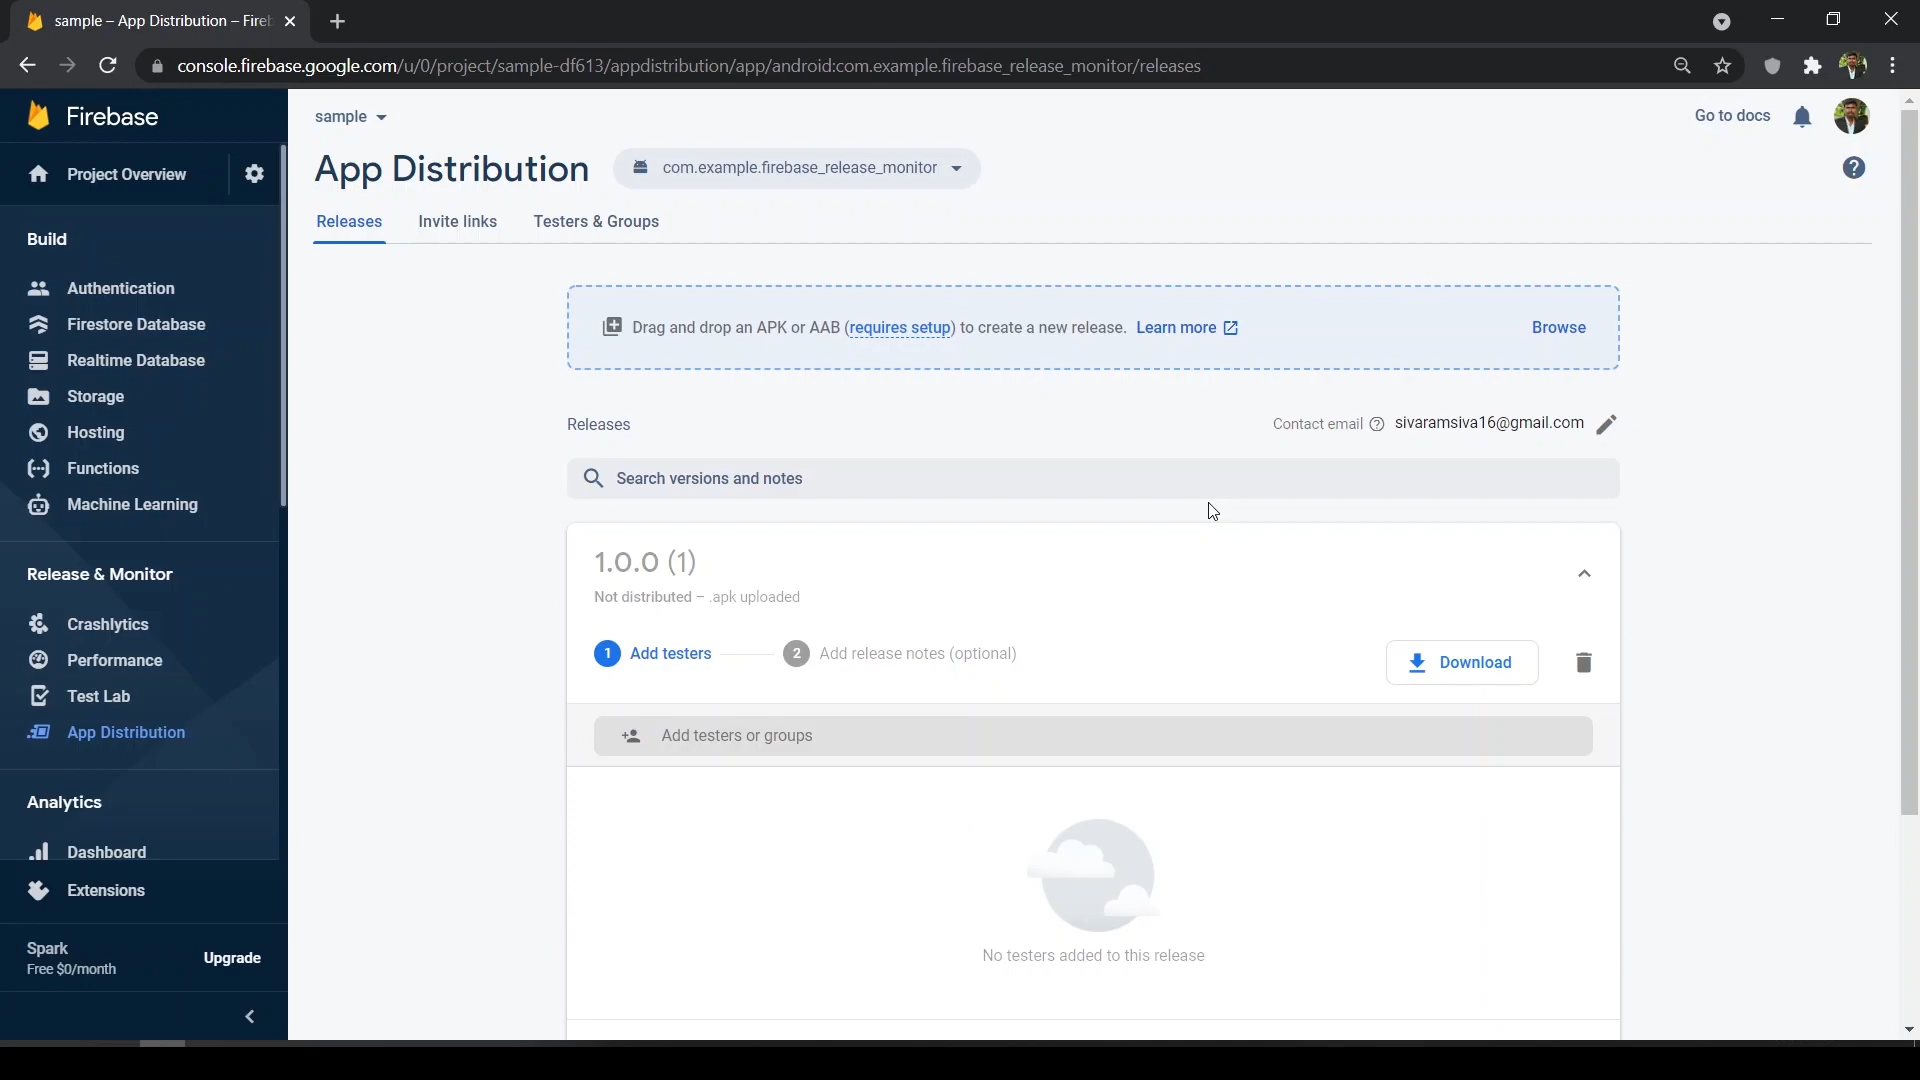 sample – App Distribution – Fireb
console.firebase.google.com/u/0/project/sample-df613/appdistribution/app/android:com.example.firebase_release_monitor/releases
Firebase
Project Overview
Build
Authentication
Firestore Database
Realtime Database
Storage
Hosting
Functions
Machine Learning
Release & Monitor
Crashlytics
Performance
Test Lab
App Distribution
Analytics
Dashboard
Extensions
Spark
Free $0/month
Upgrade
sample
Go to docs
App Distribution
com.example.firebase_release_monitor
Releases
Invite links
Testers & Groups
Drag and drop an APK or AAB (requires setup) to create a new release. Learn more
Browse
Releases
Contact email
sivaramsiva16@gmail.com
Search versions and notes
1.0.0 (1)
Not distributed – .apk uploaded
1 Add testers
2 Add release notes (optional)
Download
Add testers or groups
No testers added to this release